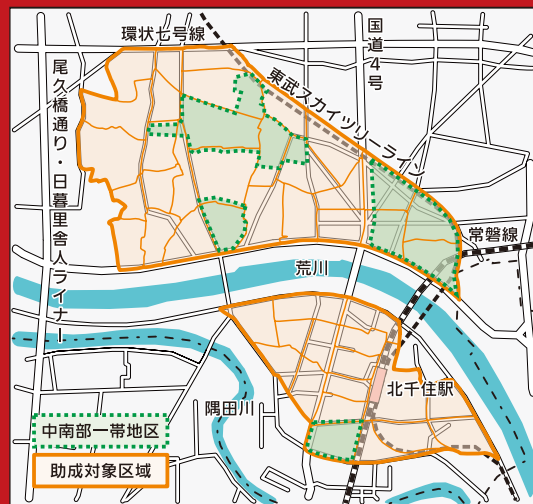 環状七号線
国道4号
尾久橋通り・日暮里舎人ライナー
東武スカイツリーライン
常磐線
荒川
北千住駅
隅田川
中南部一帯地区
助成対象区域